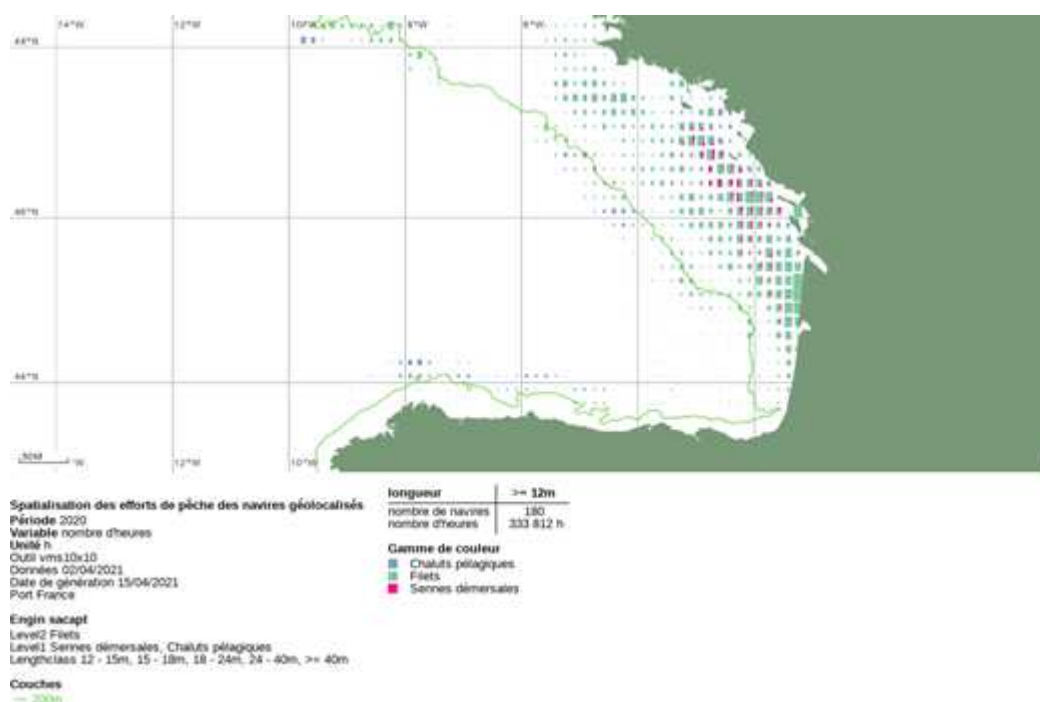 14°W 12°W 10°W 8°W 6°W
48°N
46°N
44°N
50M °W 12°W 10°W
Spatialisation des efforts de pêche des navires géolocalisés
Période 2020
Variable nombre d'heures
Unité h
Outil vms10x10
Données 02/04/2021
Date de génération 15/04/2021
Port France
Engin sacapt
Level2 Filets
Level1 Sennes démersales, Chaluts pélagiques
Lengthclass 12 - 15m, 15 - 18m, 18 - 24m, 24 - 40m, >= 40m
Couches
200m
longueur >= 12m
nombre de navires 180
nombre d'heures 333 812 h
Gamme de couleur
Chaluts pélagiques
Filets
Sennes démersales